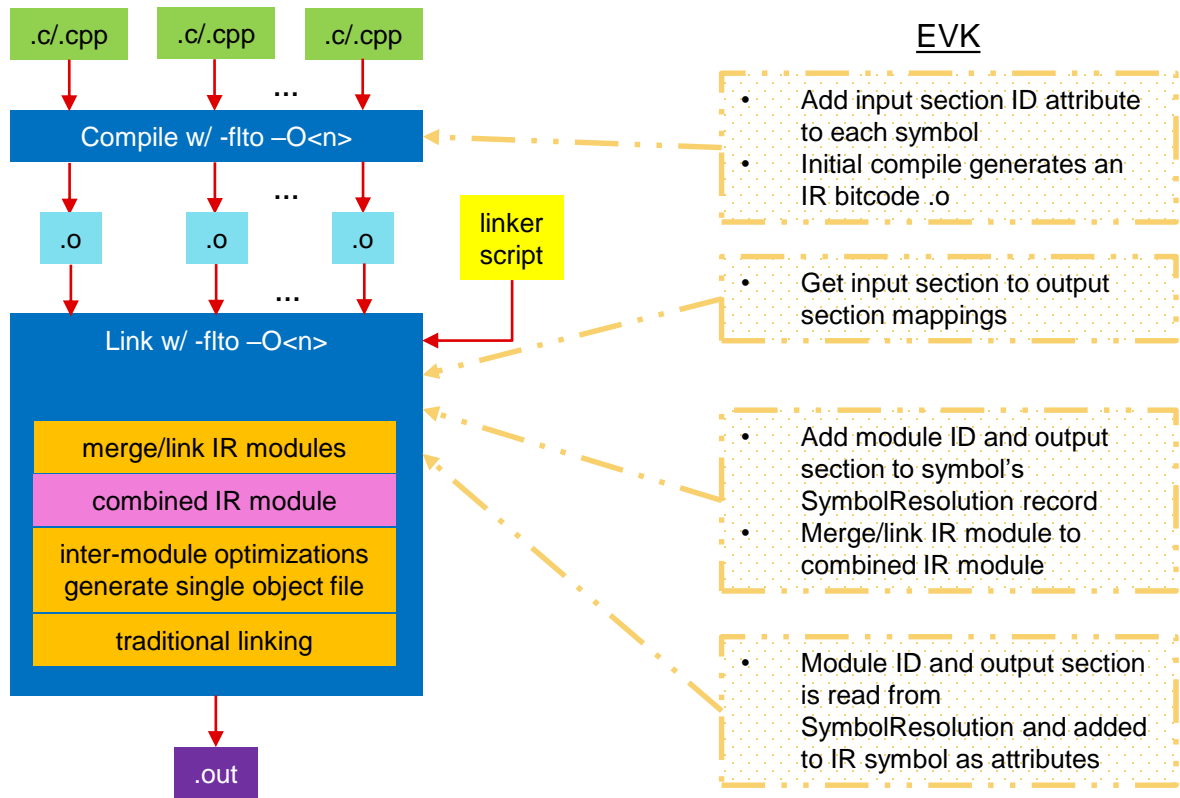 .c/.cpp
.c/.cpp
.c/.cpp
...
Compile w/ -flto –O<n>
...
.o
.o
.o
linker
script
...
Link w/ -flto –O<n>
merge/link IR modules
combined IR module
inter-module optimizations
generate single object file
traditional linking
.out
EVK
• Add input section ID attribute
to each symbol
• Initial compile generates an
IR bitcode .o
• Get input section to output
section mappings
• Add module ID and output
section to symbol’s
SymbolResolution record
• Merge/link IR module to
combined IR module
• Module ID and output section
is read from
SymbolResolution and added
to IR symbol as attributes